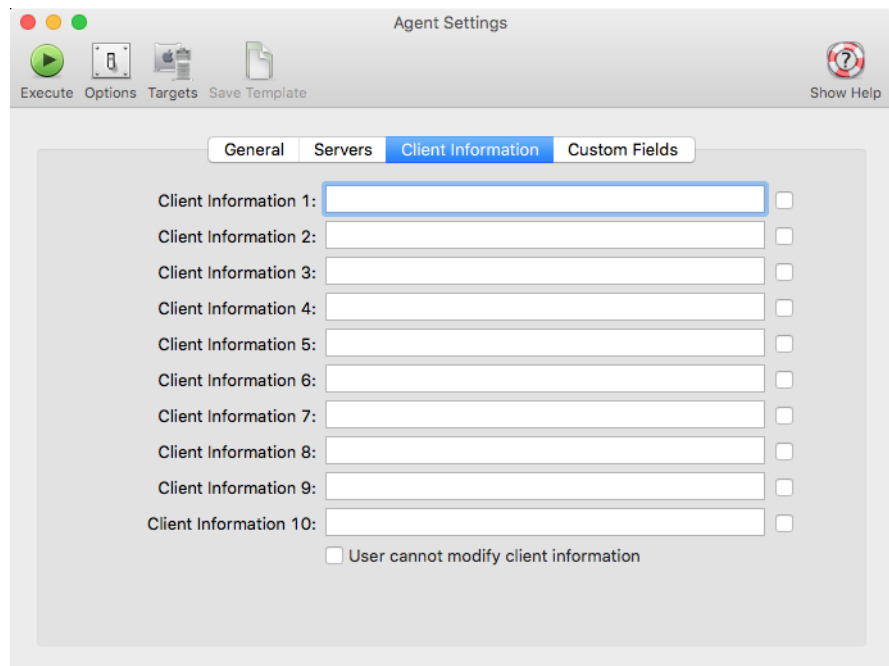 Agent Settings
Execute Options Targets Save Template Show Help
General Servers Client Information Custom Fields
Client Information 1:
Client Information 2:
Client Information 3:
Client Information 4:
Client Information 5:
Client Information 6:
Client Information 7:
Client Information 8:
Client Information 9:
Client Information 10:
User cannot modify client information